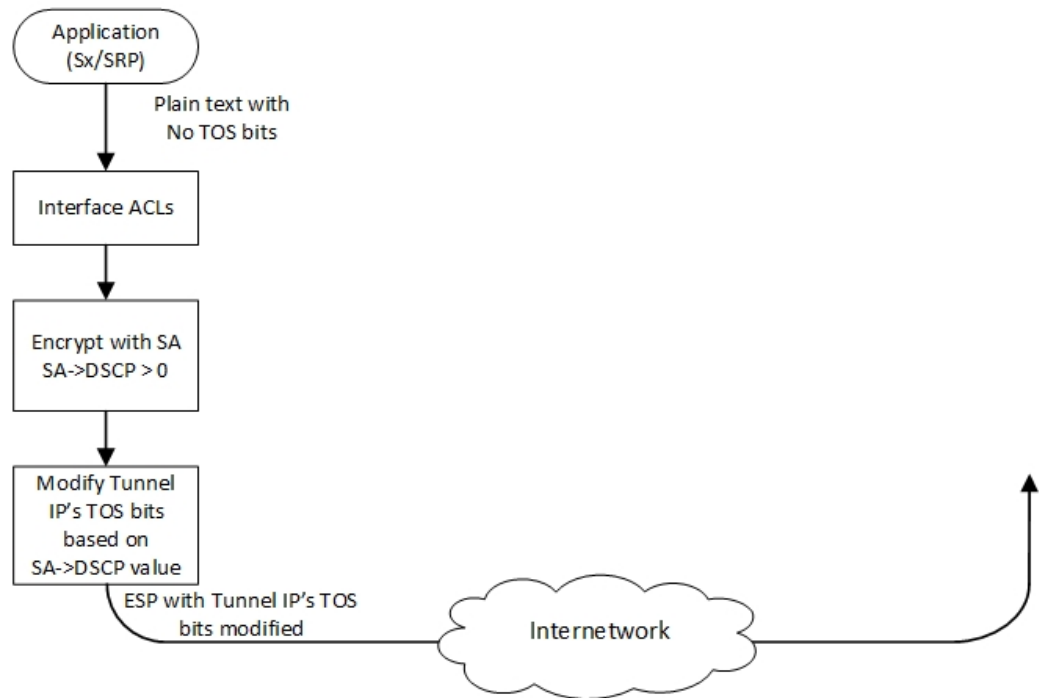 Application
(Sx/SRP)
Plain text with
No TOS bits
Interface ACLs
Encrypt with SA
SA->DSCP > 0
Modify Tunnel
IP's TOS bits
based on
SA->DSCP value
ESP with Tunnel IP's TOS
bits modified
Internetwork